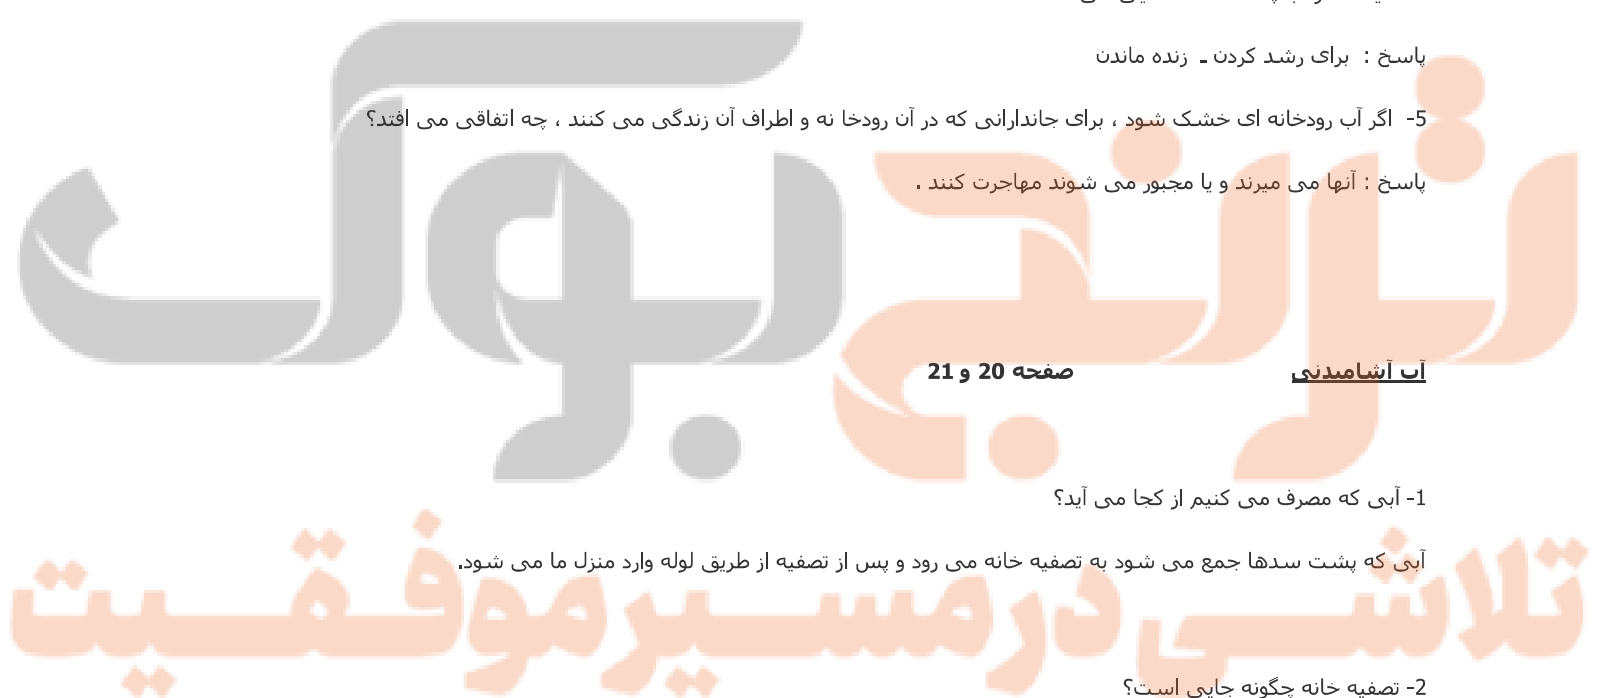 پاسخ : برای رشد کردن ـ زنده ماندن
5- اگر آب رودخانه ای خشک شود ، برای جاندارانی که در آن رودخا نه و اطراف آن زندگی می کنند ، چه اتفاقی می افتد؟
پاسخ : آنها می میرند و یا مجبور می شوند مهاجرت کنند .
ترنج بوک
آب آشامیدنی صفحه 20 و 21
1- آبی که مصرف می کنیم از کجا می آید؟
آبی که پشت سدها جمع می شود به تصفیه خانه می رود و پس از تصفیه از طریق لوله وارد منزل ما می شود.
تلاشی در مسیر موفقیت
2- تصفیه خانه چگونه جایی است؟